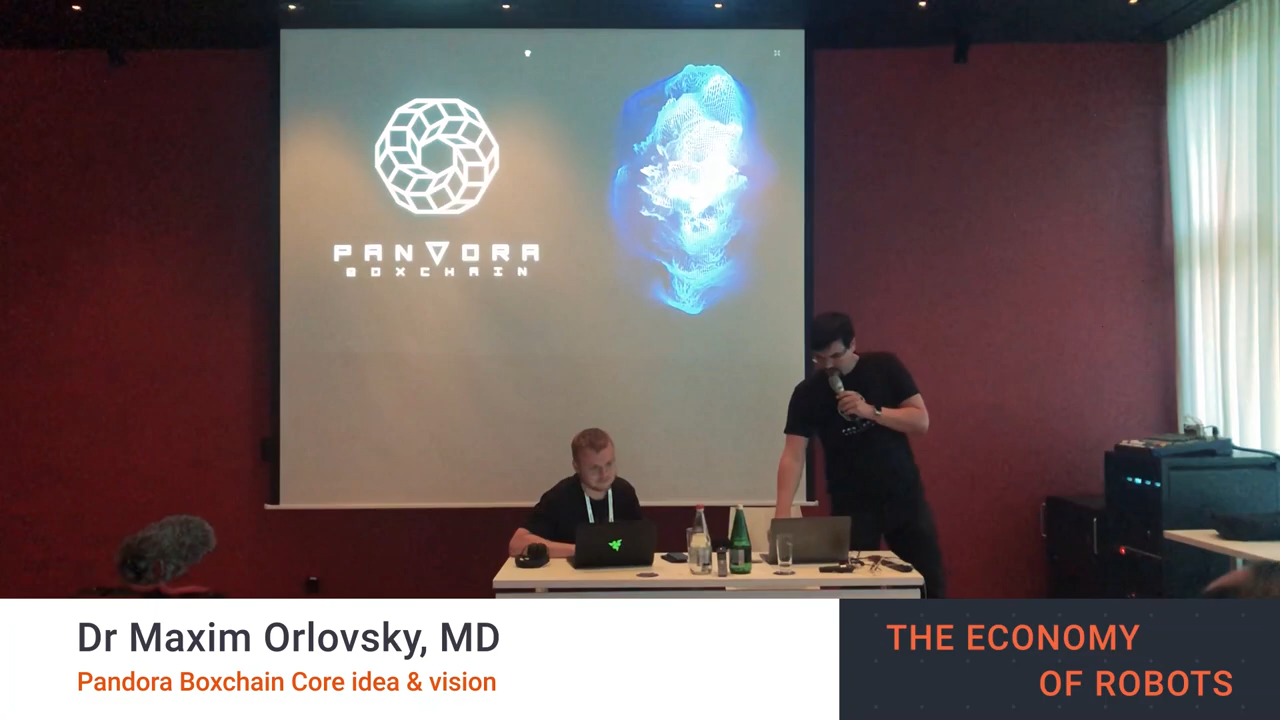 PANDORA
BOXCHAIN
Dr Maxim Orlovsky, MD
Pandora Boxchain Core idea & vision
THE ECONOMY
OF ROBOTS